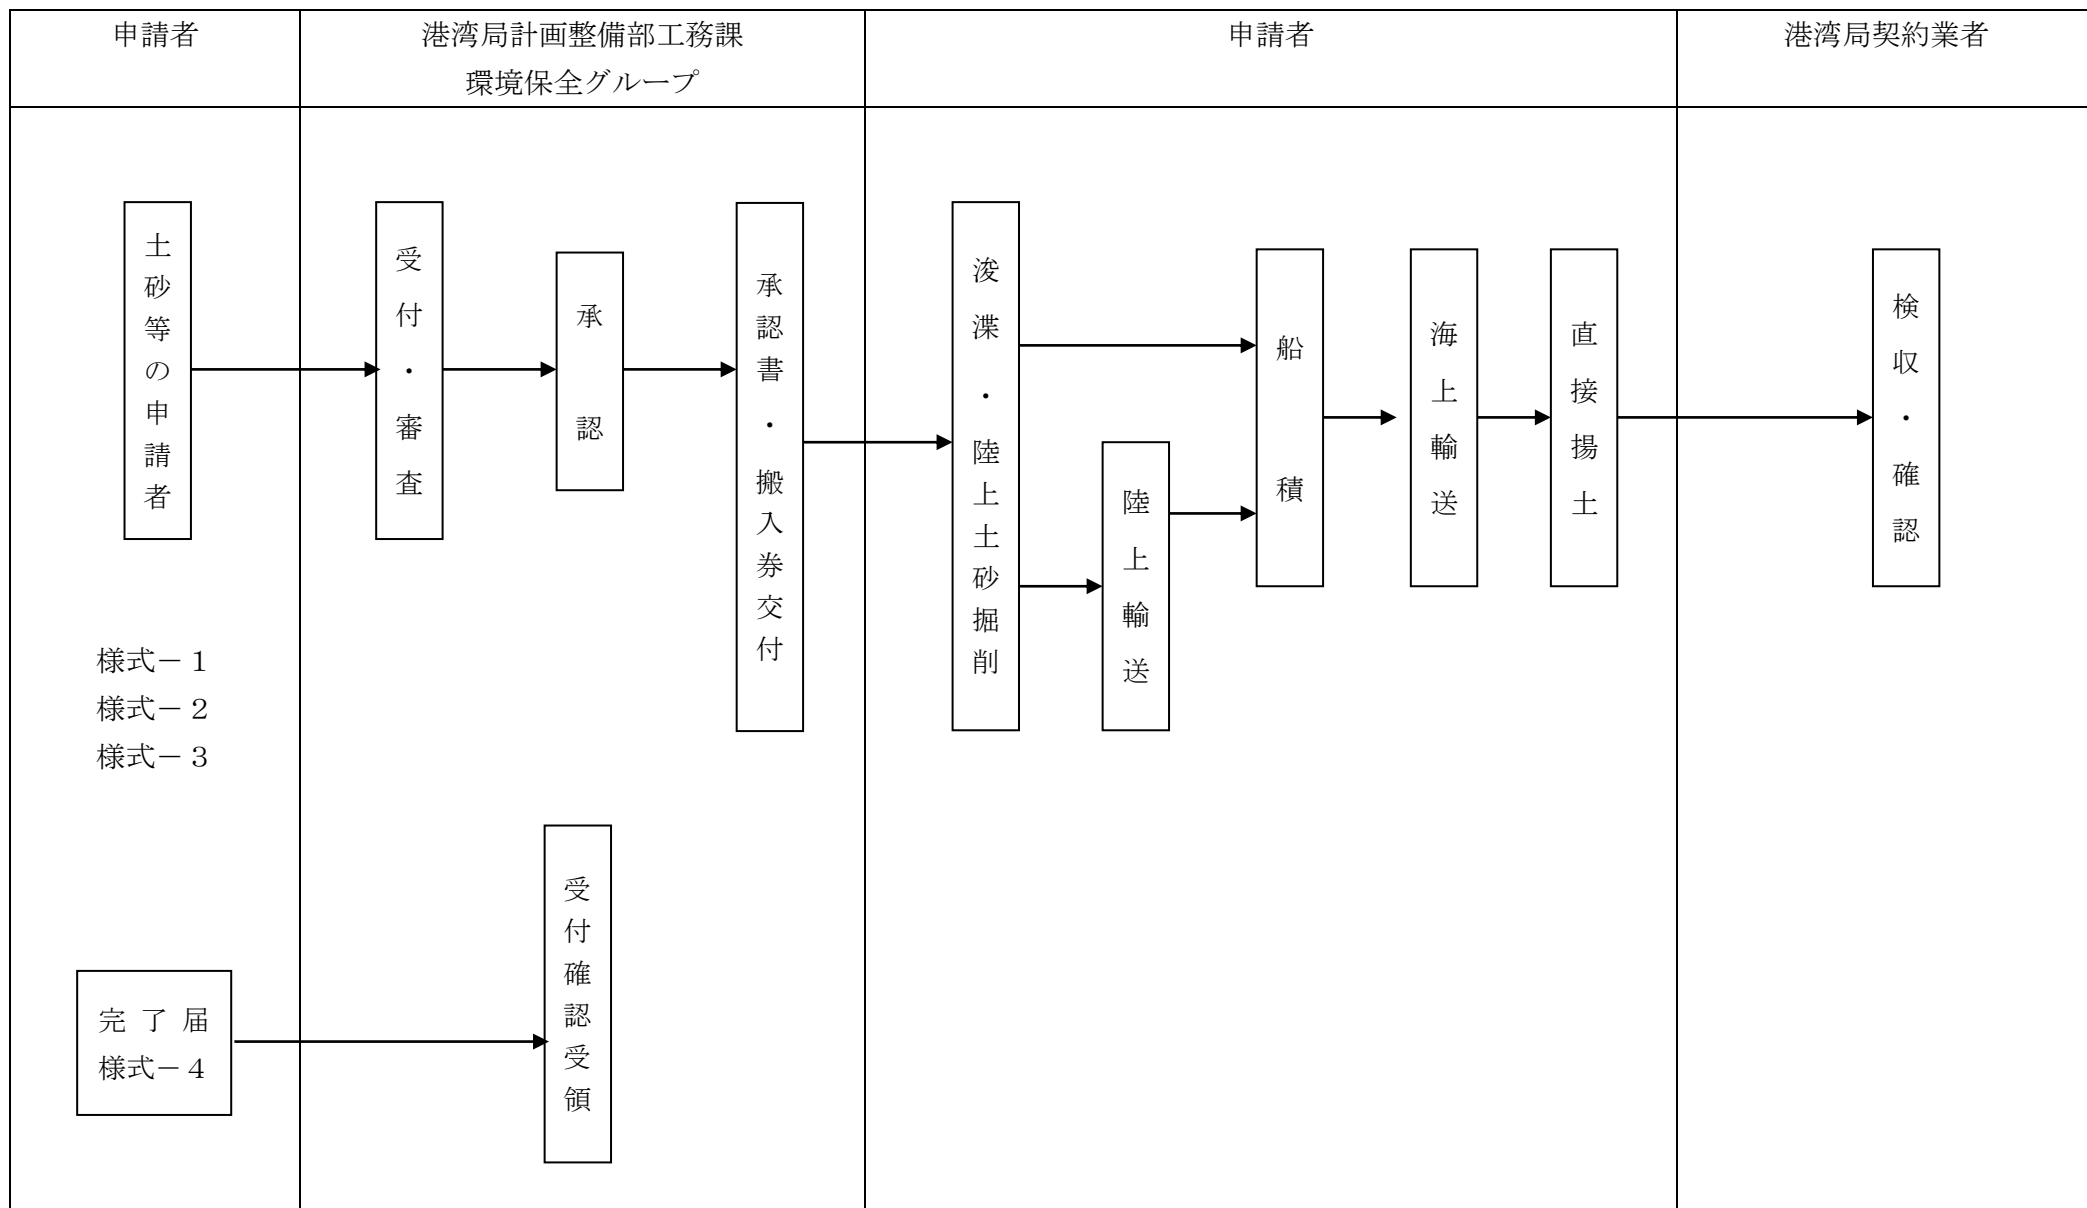 申請者
港湾局計画整備部工務課
環境保全グループ
申請者
港湾局契約業者
土砂等の申請者
受付・審査
承認
承認書・搬入券交付
浚渫・陸上土砂掘削
陸上輸送
船積
海上輸送
直接揚土
検収・確認
様式－１
様式－２
様式－３
完了届
様式－４
受付確認受領